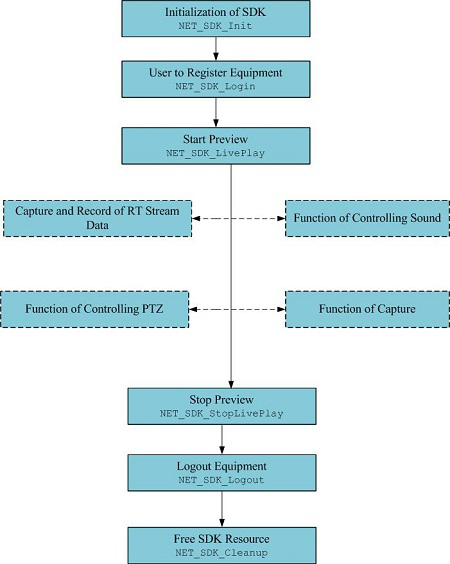 Initialization of SDK
NET_SDK_Init
User to Register Equipment
NET_SDK_Login
Start Preview
NET_SDK_LivePlay
Capture and Record of RT Stream
Data
Function of Controlling Sound
Function of Controlling PTZ
Function of Capture
Stop Preview
NET_SDK_StopLivePlay
Logout Equipment
NET_SDK_Logout
Free SDK Resource
NET_SDK_Cleanup